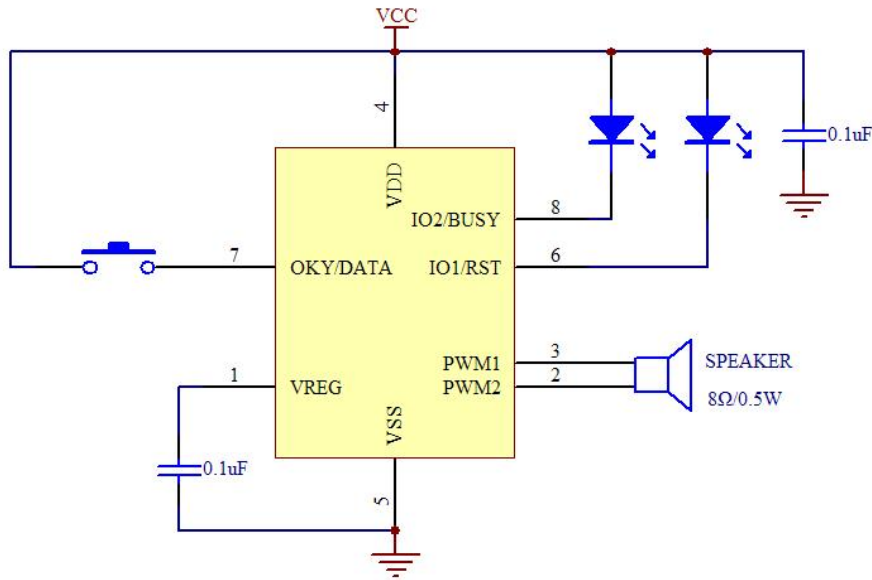 VCC
4
VDD
0.1uF
IO2/BUSY
8
7
OKY/DATA
IO1/RST
6
PWM1
3
SPEAKER
1
VREG
PWM2
2
8Ω/0.5W
VSS
0.1uF
5